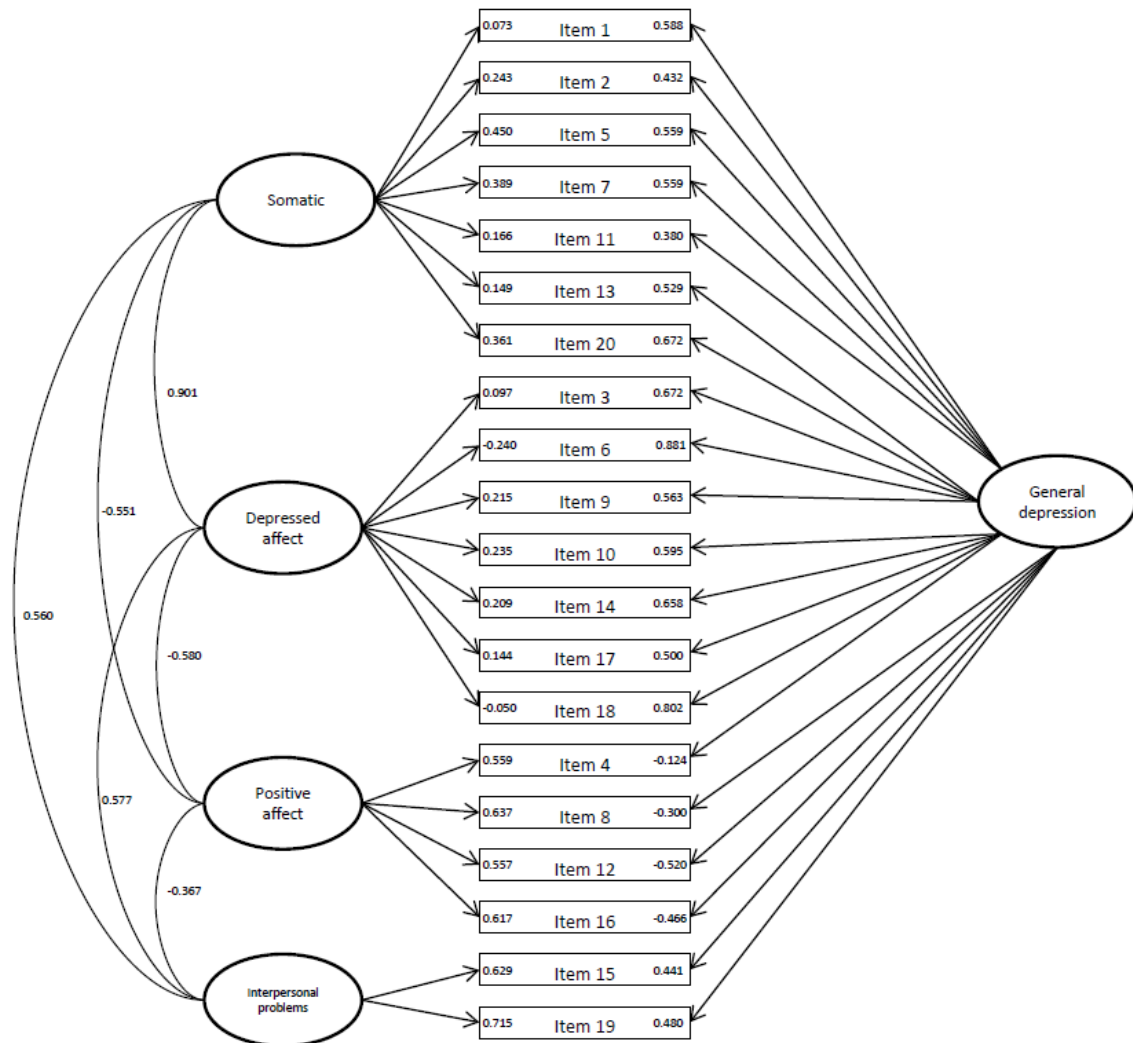 0.073 Item 1 0.588
0.243 Item 2 0.432
0.450 Item 5 0.559
0.389 Item 7 0.559
0.166 Item 11 0.380
0.149 Item 13 0.529
0.361 Item 20 0.672
0.097 Item 3 0.672
-0.240 Item 6 0.881
0.215 Item 9 0.563
0.235 Item 10 0.595
0.209 Item 14 0.658
0.144 Item 17 0.500
-0.050 Item 18 0.802
0.559 Item 4 -0.124
0.637 Item 8 -0.300
0.557 Item 12 -0.520
0.617 Item 16 -0.466
0.629 Item 15 0.441
0.715 Item 19 0.480
Somatic
Depressed
affect
Positive
affect
Interpersonal
problems
General
depression
0.901
-0.551
0.560
-0.580
0.577
-0.367